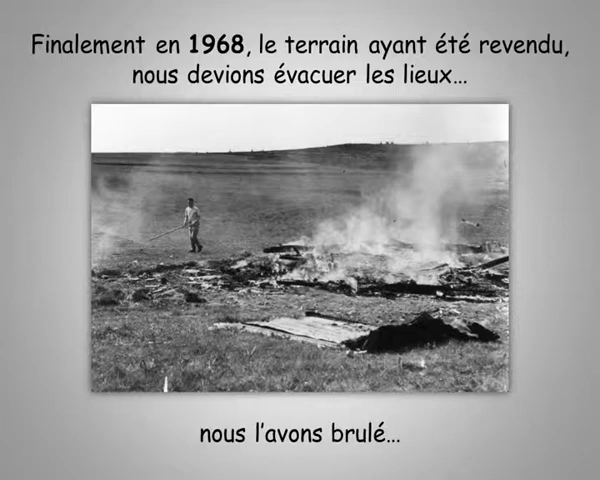 Finalement en 1968, le terrain ayant été revendu,
nous devions évacuer les lieux...
nous l'avons brulé...